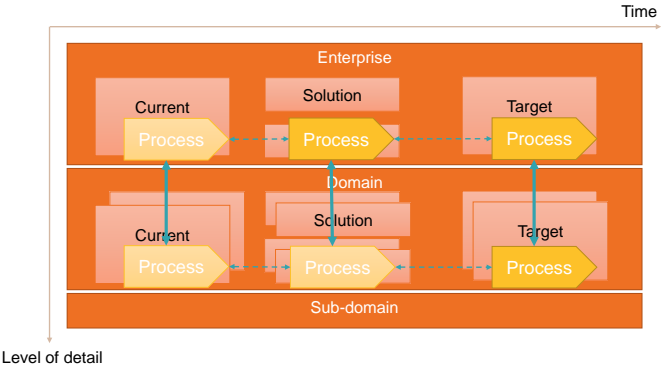 Time
Enterprise
Current
Solution
Target
Process
Process
Process
Domain
Current
Solution
Target
Process
Process
Process
Sub-domain
Level of detail